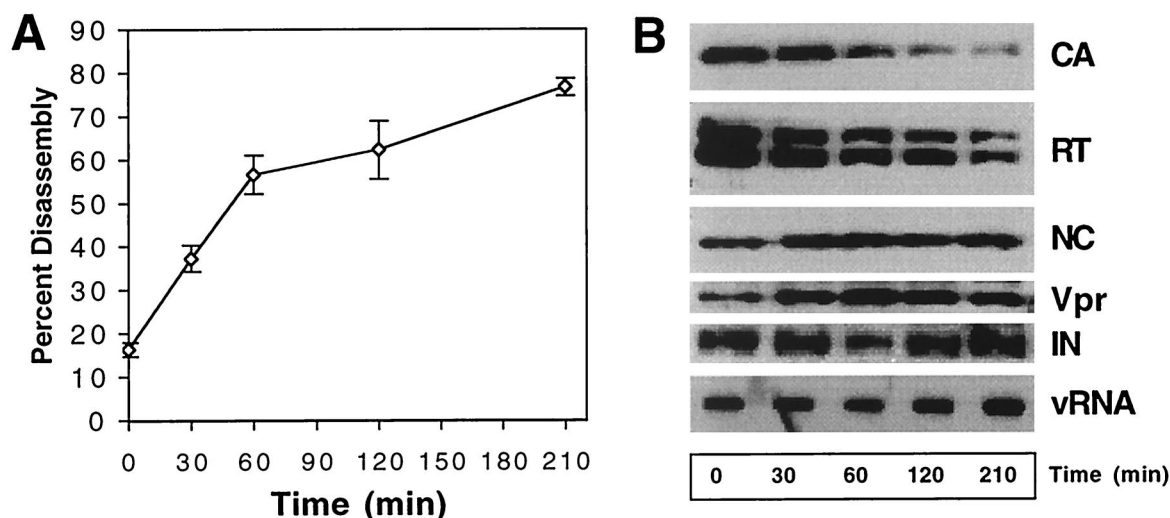 A
90
80
70
60
50
40
30
20
10
0
Percent Disassembly
0 30 60 90 120 150 180 210
Time (min)
B
CA
RT
NC
Vpr
IN
vRNA
0 30 60 120 210 Time (min)